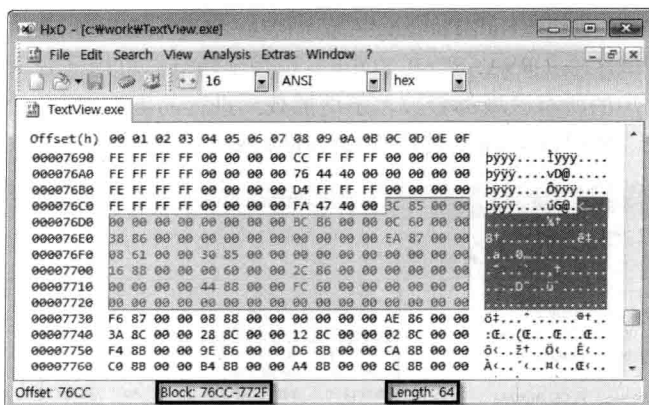 HxD - [c:₩work₩TextView.exe]
File Edit Search View Analysis Extras Window ?
16 ANSI hex
TextView.exe
Offset(h) 00 01 02 03 04 05 06 07 08 09 0A 0B 0C 0D 0E 0F
00007690 FE FF FF FF 00 00 00 00 CC FF FF FF 00 00 00 00 þÿÿÿ....Ìÿÿÿ....
000076A0 FE FF FF FF 00 00 00 00 76 44 40 00 00 00 00 00 þÿÿÿ....vD@.....
000076B0 FE FF FF FF 00 00 00 00 D4 FF FF FF 00 00 00 00 þÿÿÿ....Ôÿÿÿ....
000076C0 FE FF FF FF 00 00 00 00 FA 47 40 00 3C 85 00 00 þÿÿÿ....úG@.<…..
000076D0 00 00 00 00 00 00 00 00 BC 86 00 00 0C 60 00 00 ........¼†...`..
000076E0 38 86 00 00 00 00 00 00 00 00 00 00 EA 87 00 00 8†..........ê‡..
000076F0 08 61 00 00 30 85 00 00 00 00 00 00 00 00 00 00 .a..0…..........
00007700 16 88 00 00 00 60 00 00 2C 86 00 00 00 00 00 00 .ˆ...`..,†......
00007710 00 00 00 00 44 88 00 00 FC 60 00 00 00 00 00 00 ....Dˆ..ü`......
00007720 00 00 00 00 00 00 00 00 00 00 00 00 00 00 00 00 ................
00007730 F6 87 00 00 08 88 00 00 00 00 00 00 AE 86 00 00 ö‡...ˆ......®†..
00007740 3A 8C 00 00 28 8C 00 00 12 8C 00 00 02 8C 00 00 :Œ..(Œ...Œ...Œ..
00007750 F4 8B 00 00 9E 86 00 00 D6 8B 00 00 CA 8B 00 00 ô‹..ž†..Ö‹..Ê‹..
00007760 C0 8B 00 00 B4 8B 00 00 A4 8B 00 00 8C 8B 00 00 À‹..´‹..¤‹..Œ‹..
Offset: 76CC Block: 76CC-772F Length: 64